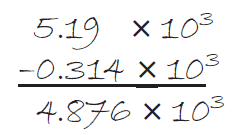 5.19 × 10³
-0.314 × 10³
4.876 × 10³